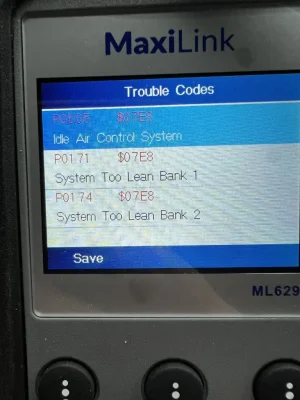 MaxiLink
Trouble Codes
$07E8
Idle Air Control System
P0171 $07E8
System Too Lean Bank 1
P0174 $07E8
System Too Lean Bank 2
Save
ML629